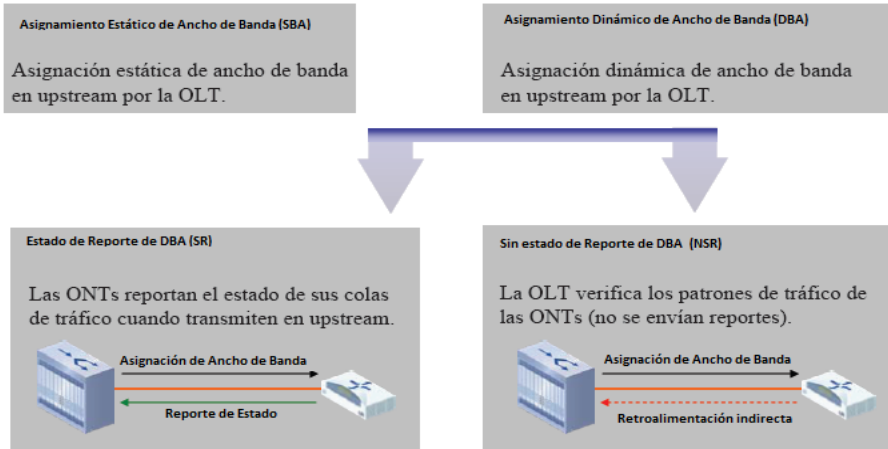 Asignamiento Estático de Ancho de Banda (SBA)
Asignación estática de ancho de banda
en upstream por la OLT.
Asignamiento Dinámico de Ancho de Banda (DBA)
Asignación dinámica de ancho de banda
en upstream por la OLT.
Estado de Reporte de DBA (SR)
Las ONTs reportan el estado de sus colas
de tráfico cuando transmiten en upstream.
Asignación de Ancho de Banda
Reporte de Estado
Sin estado de Reporte de DBA (NSR)
La OLT verifica los patrones de tráfico de
las ONTs (no se envían reportes).
Asignación de Ancho de Banda
Retroalimentación indirecta